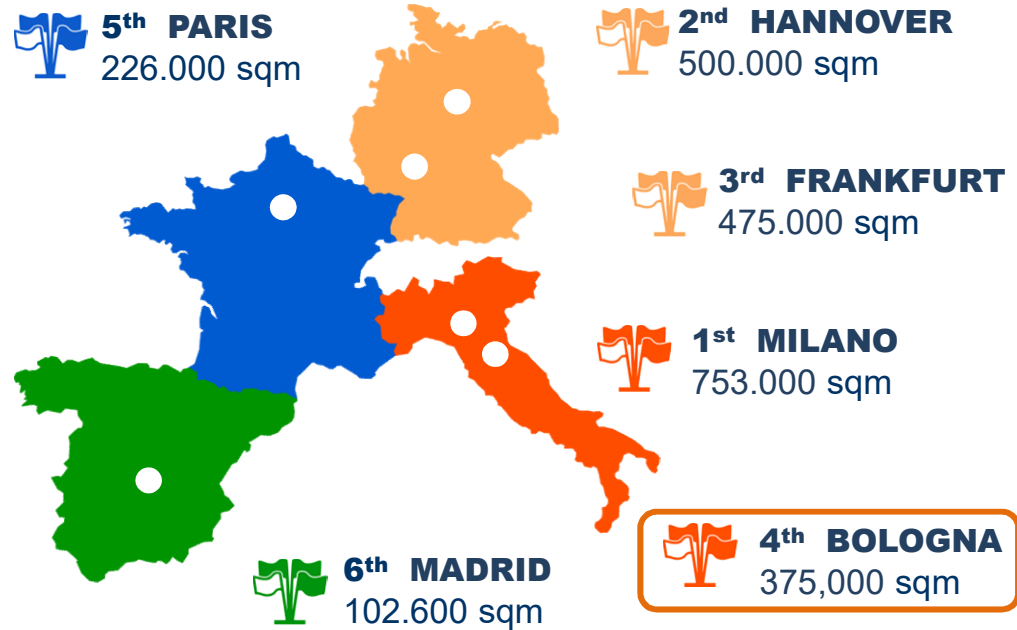 5th PARIS
226.000 sqm
2nd HANNOVER
500.000 sqm
3rd FRANKFURT
475.000 sqm
1st MILANO
753.000 sqm
4th BOLOGNA
375,000 sqm
6th MADRID
102.600 sqm